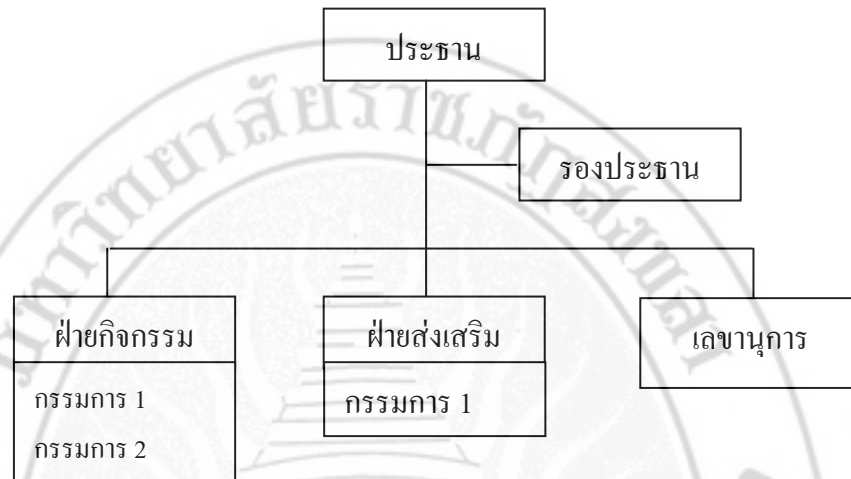 ประธาน
รองประธาน
ฝ่ายกิจกรรม
ฝ่ายส่งเสริม
เลขานุการ
กรรมการ 1
กรรมการ 1
กรรมการ 2